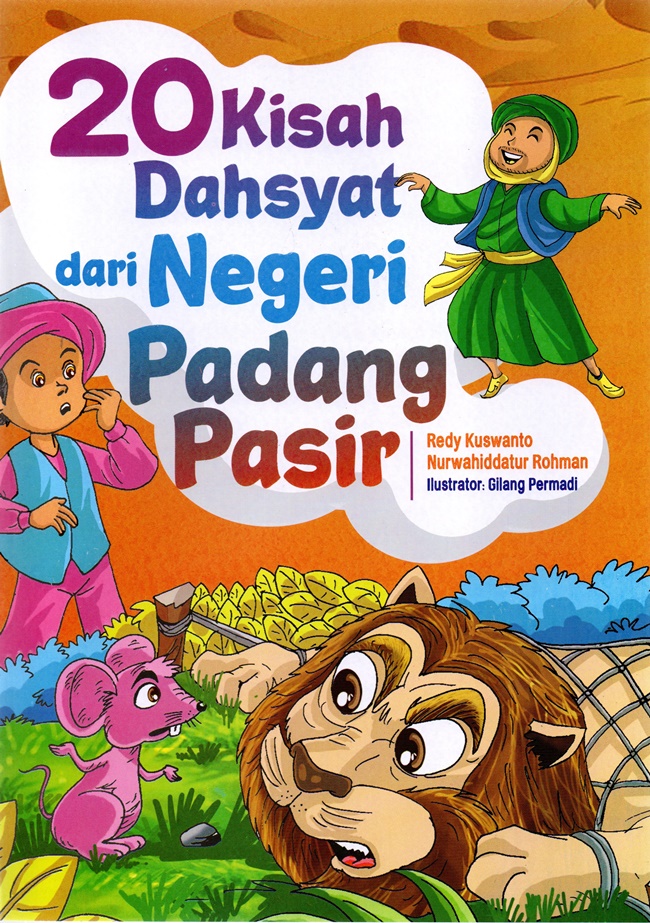 20 Kisah
Dahsyat
dari Negeri
Padang
Pasir
Redy Kuswanto
Nurwahiddatur Rohman
Ilustrator: Gilang Permadi